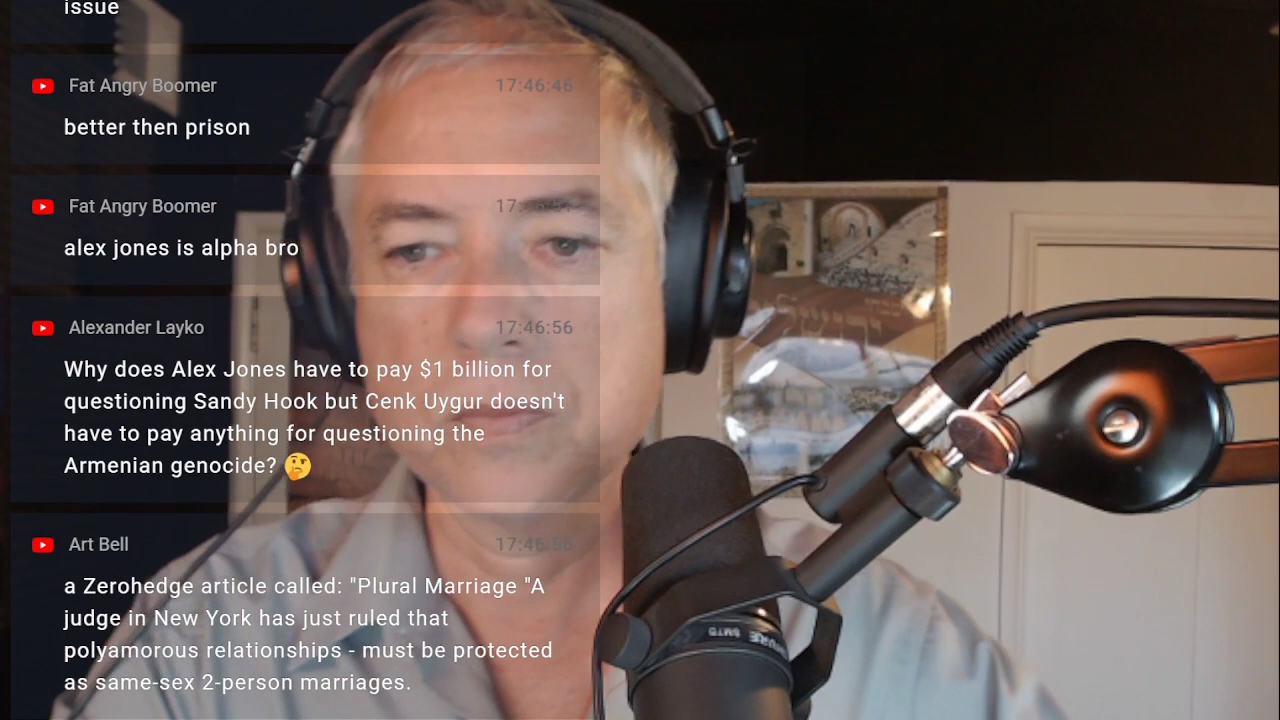 issue
Fat Angry Boomer 17:46:46
better then prison
Fat Angry Boomer
alex jones is alpha bro
Alexander Layko 17:46:56
Why does Alex Jones have to pay $1 billion for
questioning Sandy Hook but Cenk Uygur doesn't
have to pay anything for questioning the
Armenian genocide? 🤔
Art Bell
a Zerohedge article called: "Plural Marriage "A
judge in New York has just ruled that
polyamorous relationships - must be protected
as same-sex 2-person marriages.
SM7B